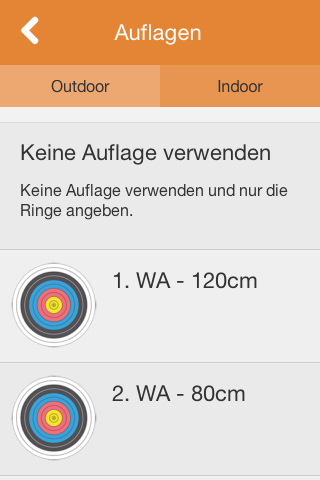 Auflagen
Outdoor
Indoor
Keine Auflage verwenden
Keine Auflage verwenden und nur die
Ringe angeben.
1. WA - 120cm
2. WA - 80cm